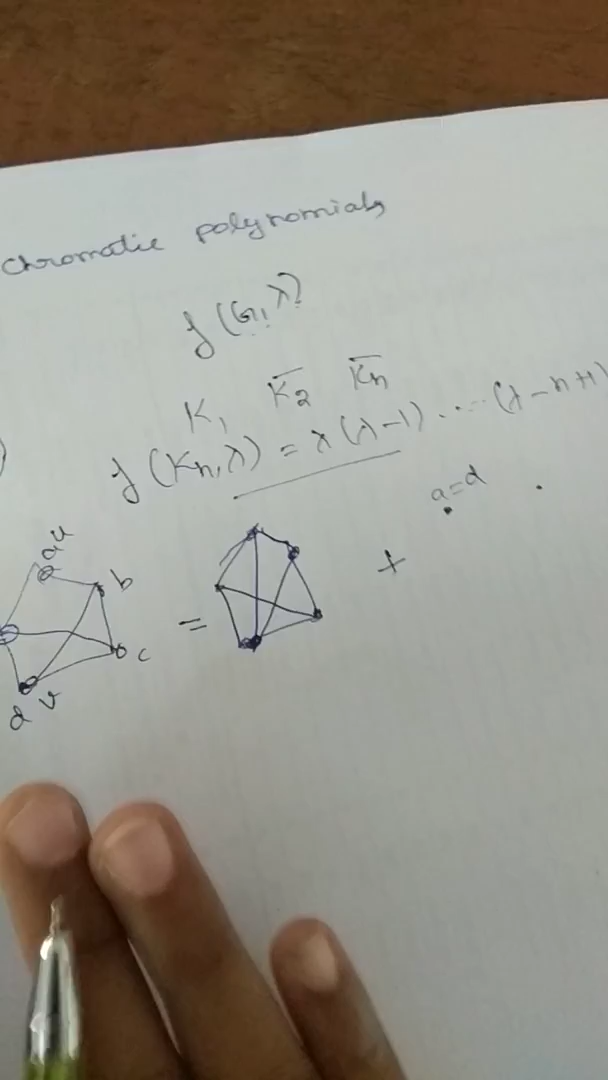 chromatic polynomials
f(G, λ)
K₁ K̅₂ K̅ₙ
)
f(Kₙ, λ) = λ(λ-1) .... (λ-n+1)
a=d
a, u b
= +
c
d v